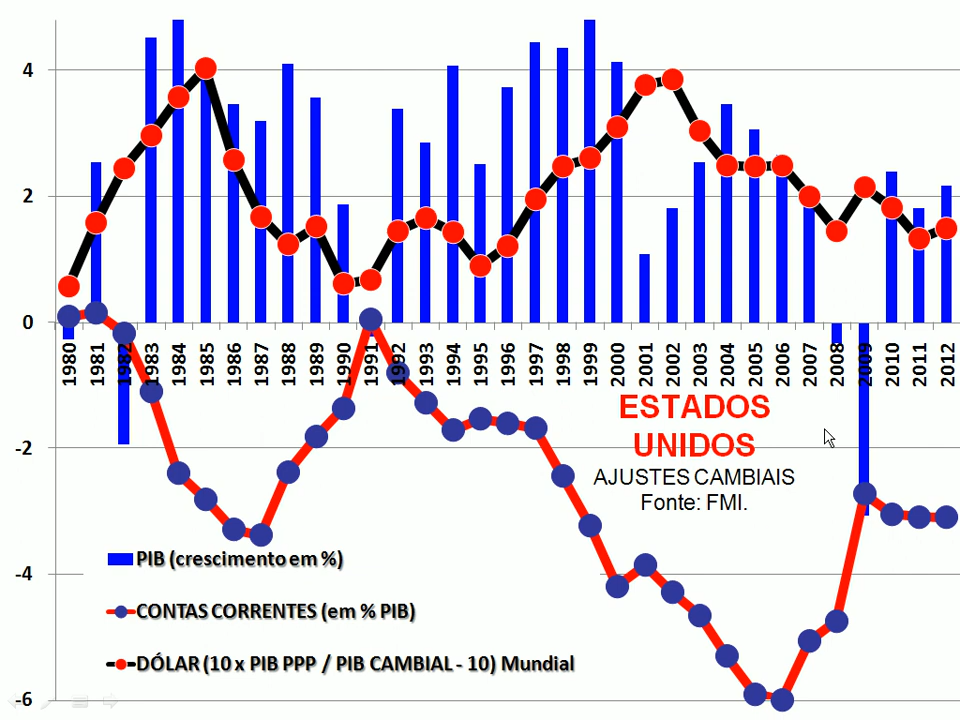 4
2
0
-2
-4
-6
1980 1981 1982 1983 1984 1985 1986 1987 1988 1989 1990 1991 1992 1993 1994 1995 1996 1997 1998 1999 2000 2001 2002 2003 2004 2005 2006 2007 2008 2009 2010 2011 2012
ESTADOS
UNIDOS
AJUSTES CAMBIAIS
Fonte: FMI.
PIB (crescimento em %)
CONTAS CORRENTES (em % PIB)
DÓLAR (10 x PIB PPP / PIB CAMBIAL - 10) Mundial